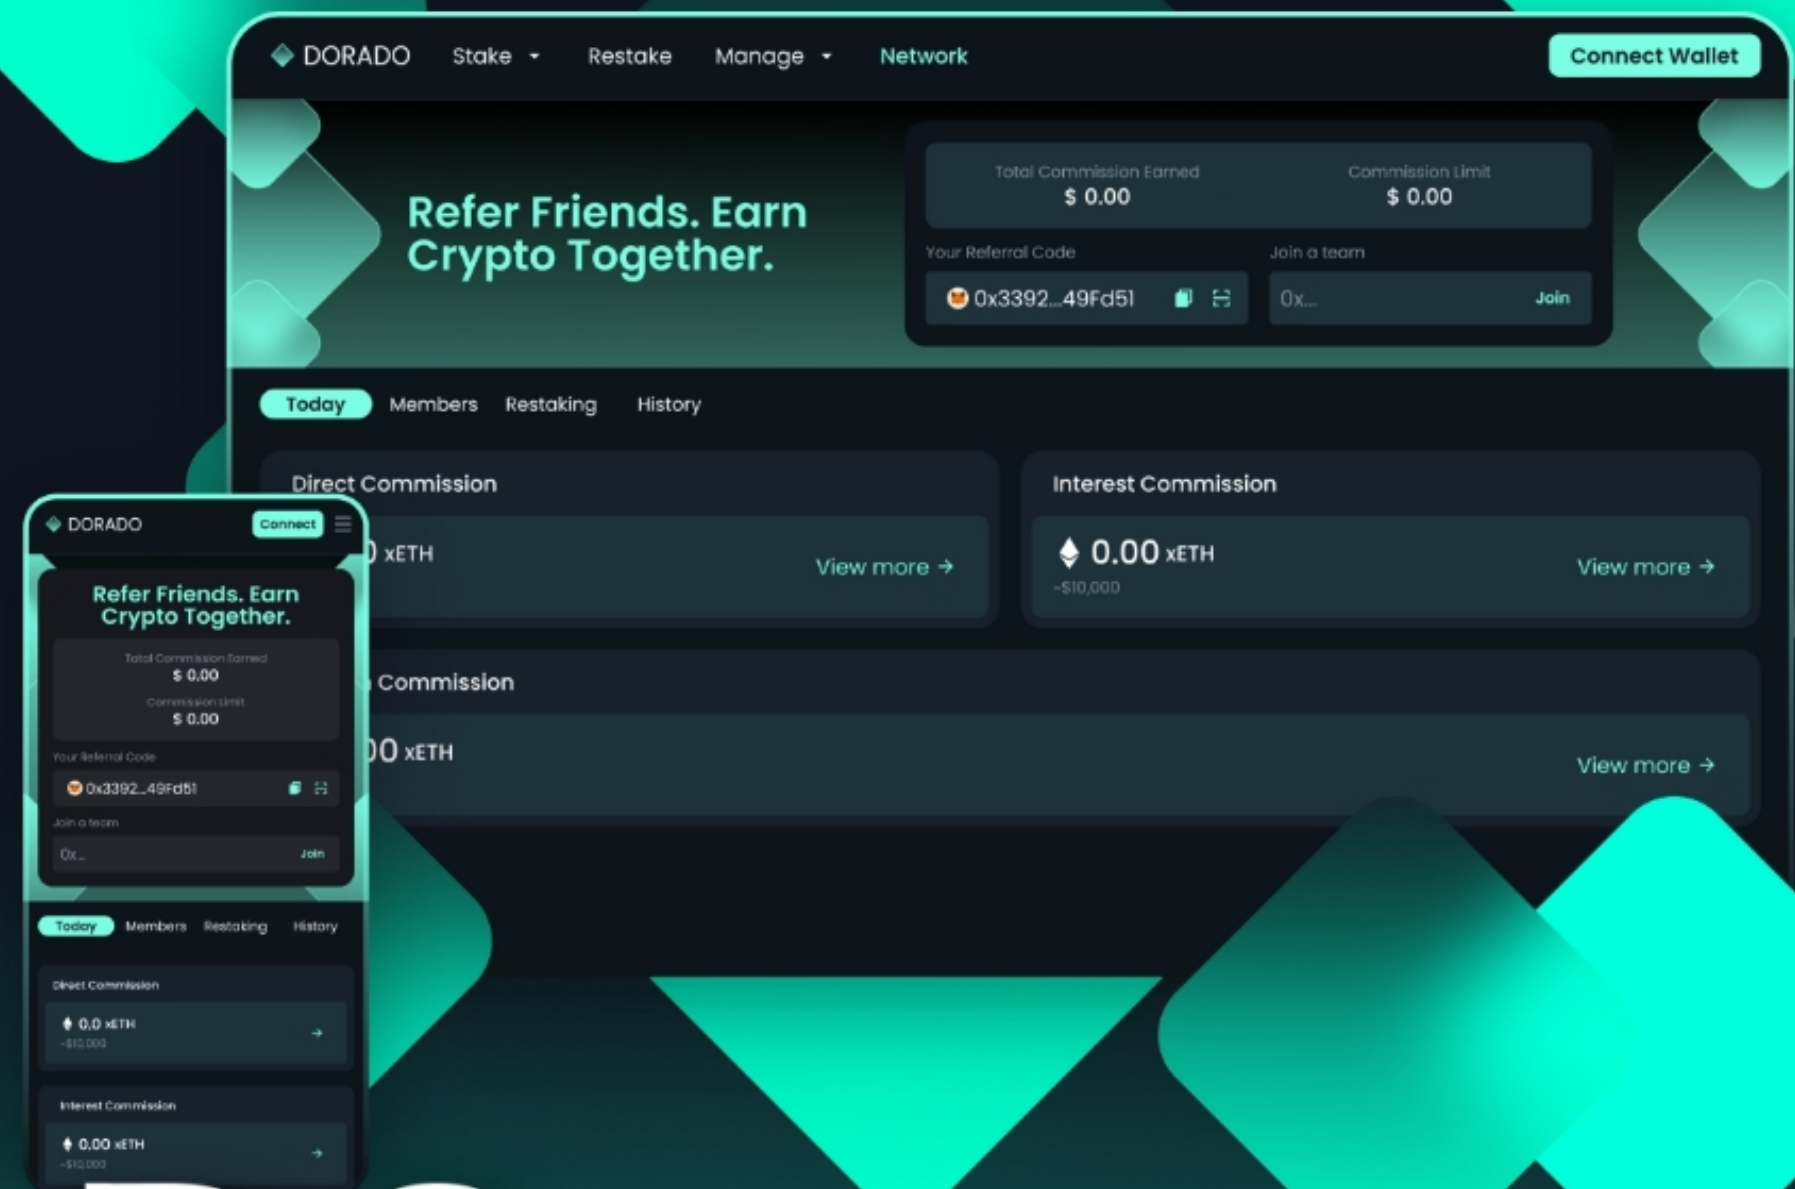 DORADO Stake Restake Manage Network Connect Wallet
Refer Friends. Earn
Crypto Together.
Total Commission Earned Commission Limit
$ 0.00 $ 0.00
Your Referral Code Join a team
0x3392...49Fd51 0x... Join
Today Members Restaking History
Direct Commission Interest Commission
xETH View more → 0.00 xETH View more →
~$10,000
Commission
00 xETH View more →
DORADO Connect
Refer Friends. Earn
Crypto Together.
Total Commission Earned
$ 0.00
Commission Limit
$ 0.00
Your Referral Code
0x3392...49Fd51
Join a team
0x... Join
Today Members Restaking History
Direct Commission
0.0 xETH →
~$10,000
Interest Commission
0.00 xETH →
~$10,000